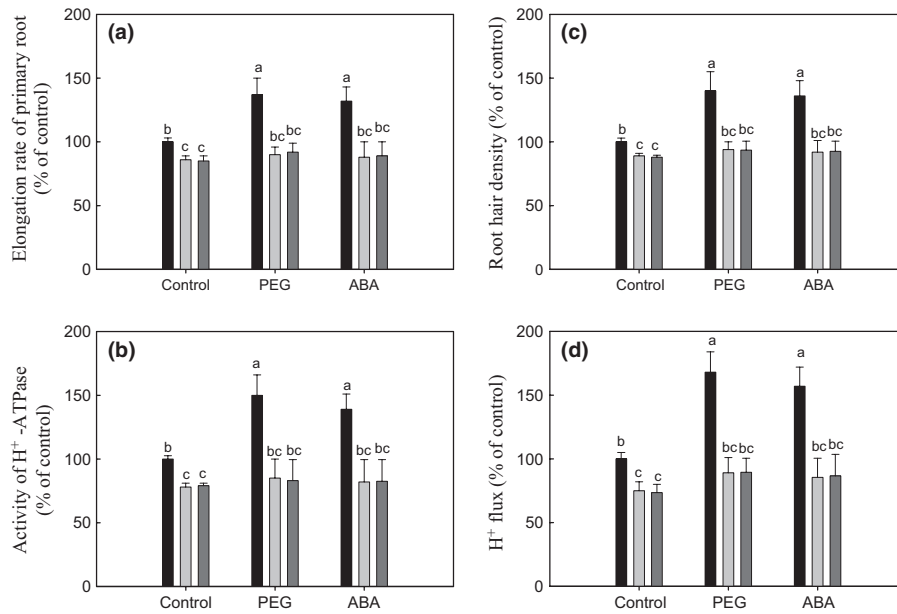 (a)
Elongation rate of primary root
(% of control)
200
150
100
50
0
b
c c
a
bc bc
a
bc bc
Control PEG ABA
(c)
Root hair density (% of control)
200
150
100
50
0
b
c c
a
bc bc
a
bc bc
Control PEG ABA
(b)
Activity of H⁺ -ATPase
(% of control)
200
150
100
50
0
b
c c
a
bc bc
a
bc bc
Control PEG ABA
(d)
H⁺ flux (% of control)
200
150
100
50
0
b
c c
a
bc bc
a
bc bc
Control PEG ABA